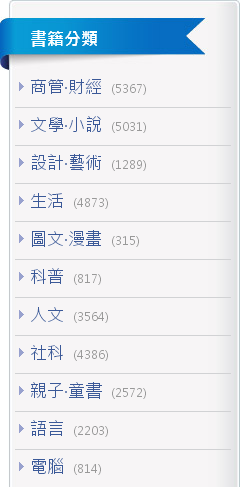 書籍分類
商管‧財經 (5367)
文學‧小說 (5031)
設計‧藝術 (1289)
生活 (4873)
圖文‧漫畫 (315)
科普 (817)
人文 (3564)
社科 (4386)
親子‧童書 (2572)
語言 (2203)
電腦 (814)